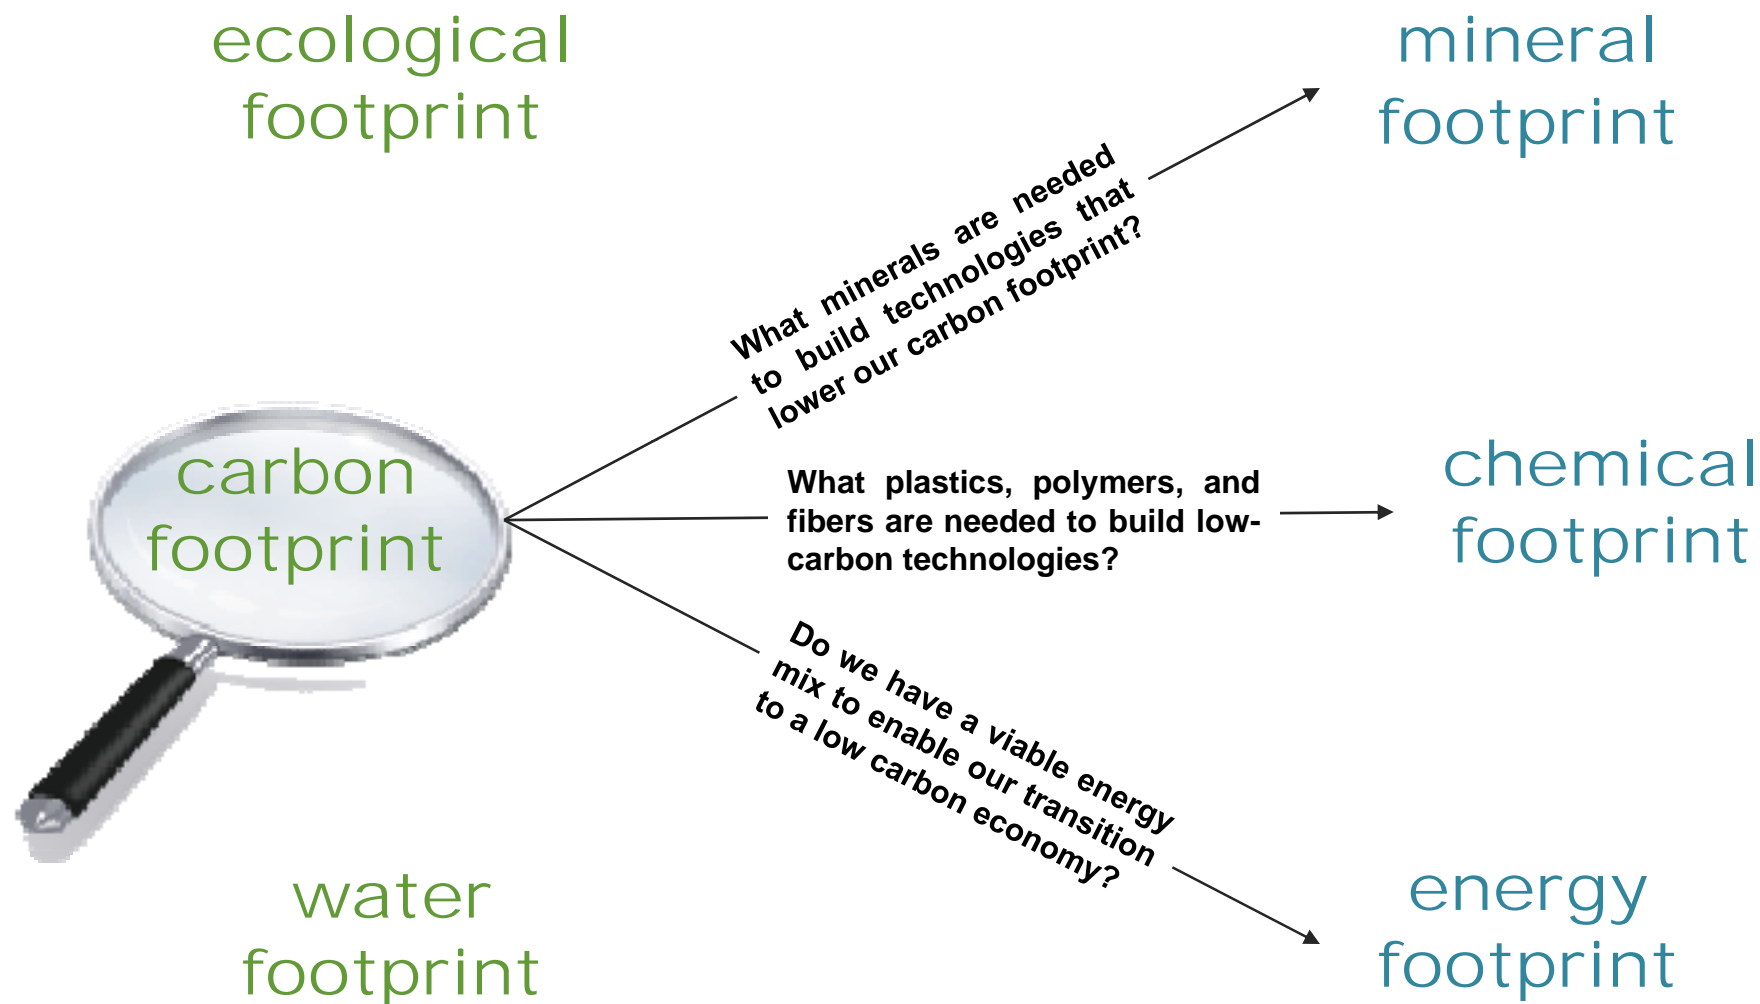 ecological
footprint
mineral
footprint
What minerals are needed
to build technologies that
lower our carbon footprint?
carbon
footprint
What plastics, polymers, and
fibers are needed to build low-
carbon technologies?
chemical
footprint
Do we have a viable energy
mix to enable our transition
to a low carbon economy?
water
footprint
energy
footprint